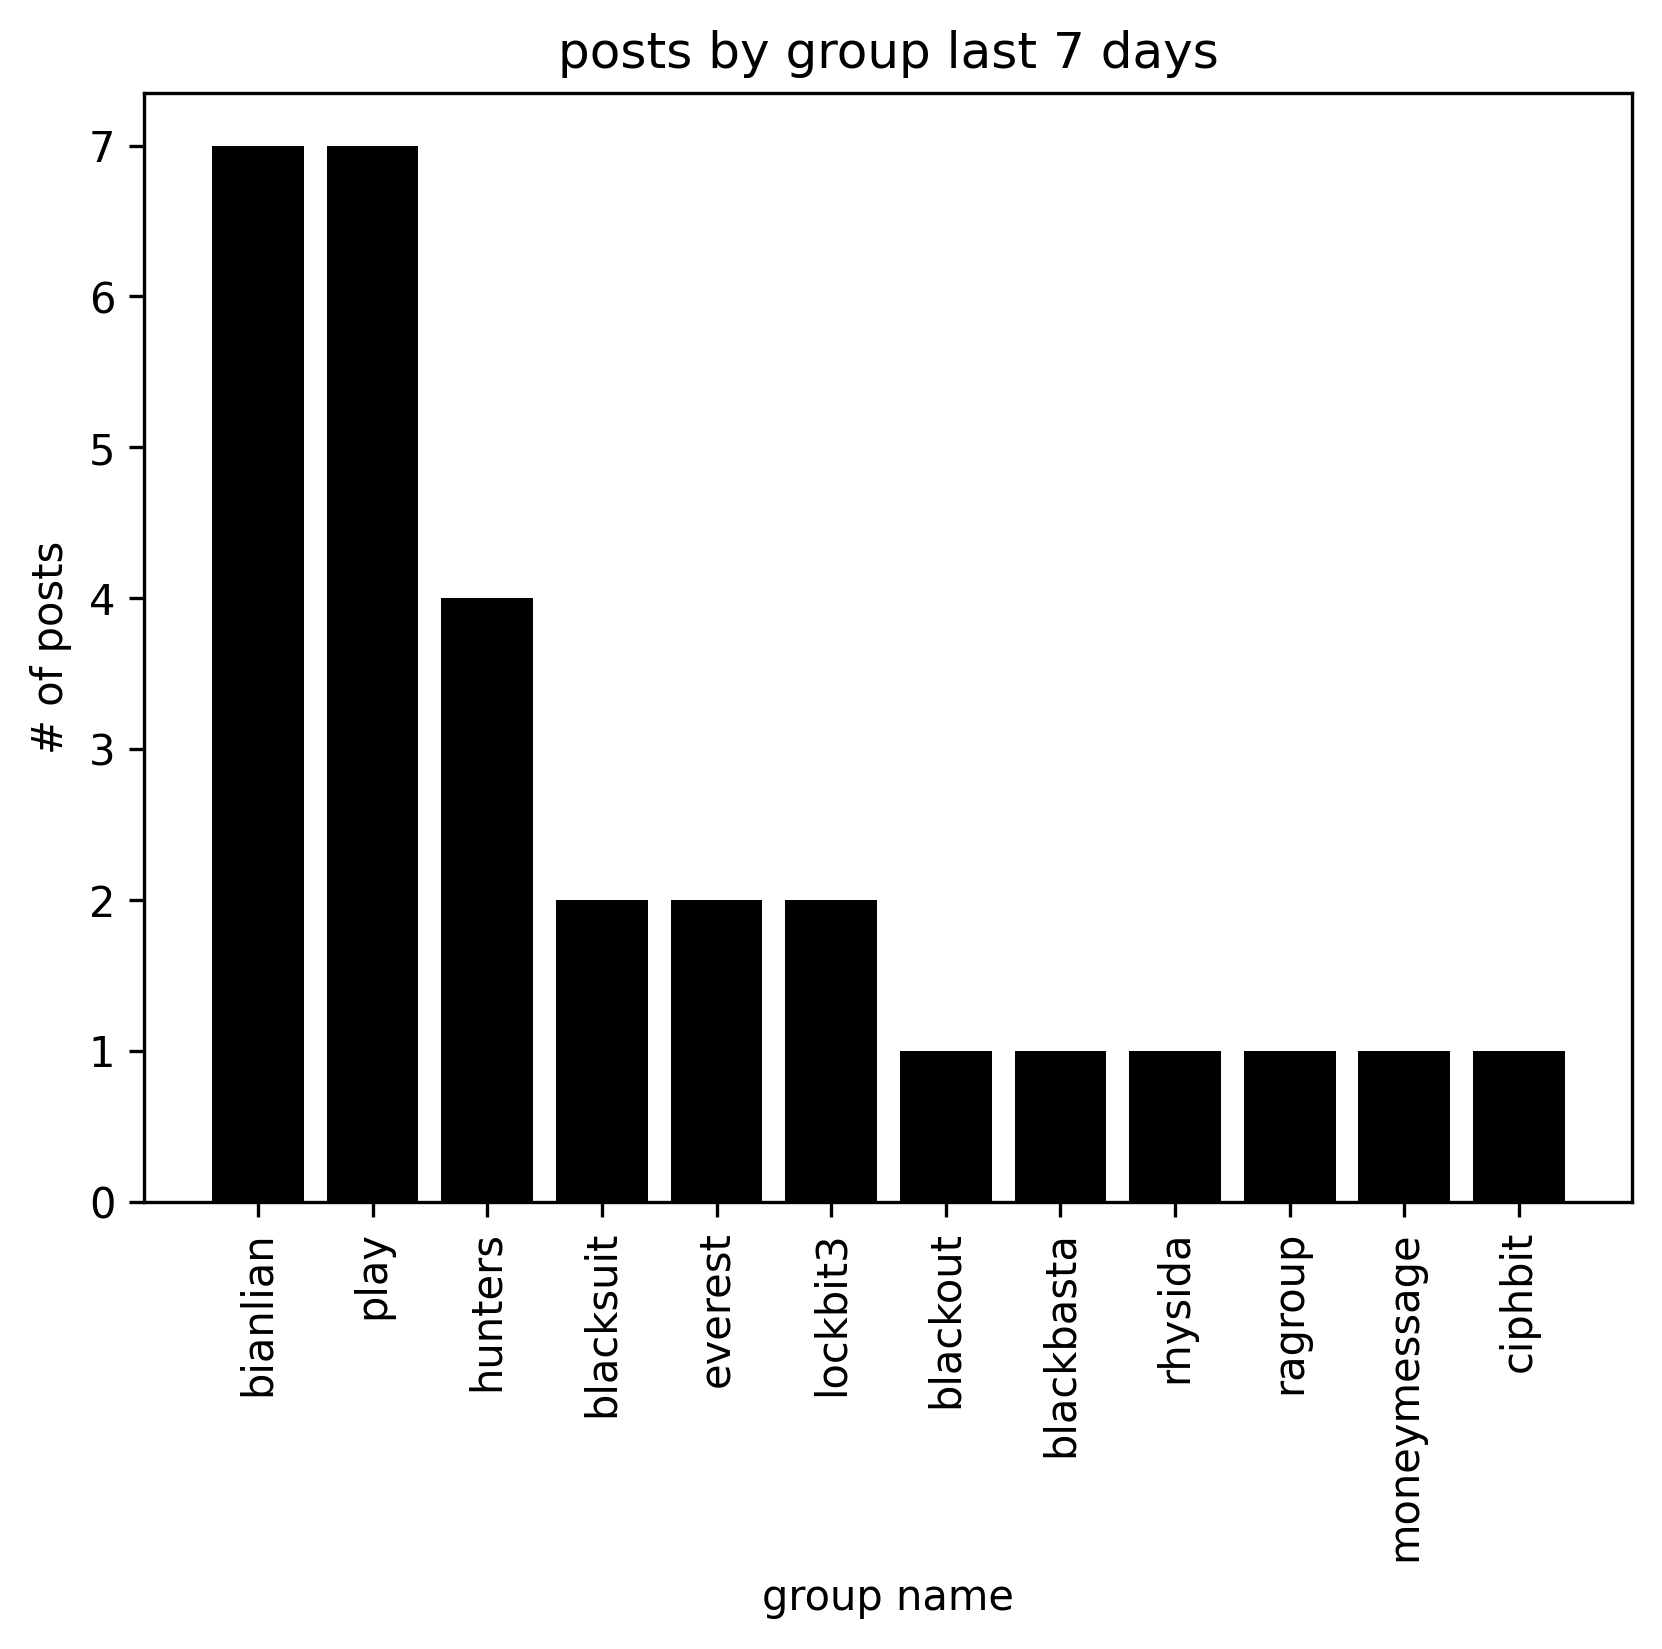 posts by group last 7 days
# of posts
7
6
5
4
3
2
1
0
bianlian
play
hunters
blacksuit
everest
lockbit3
blackout
blackbasta
rhysida
ragroup
moneymessage
ciphbit
group name